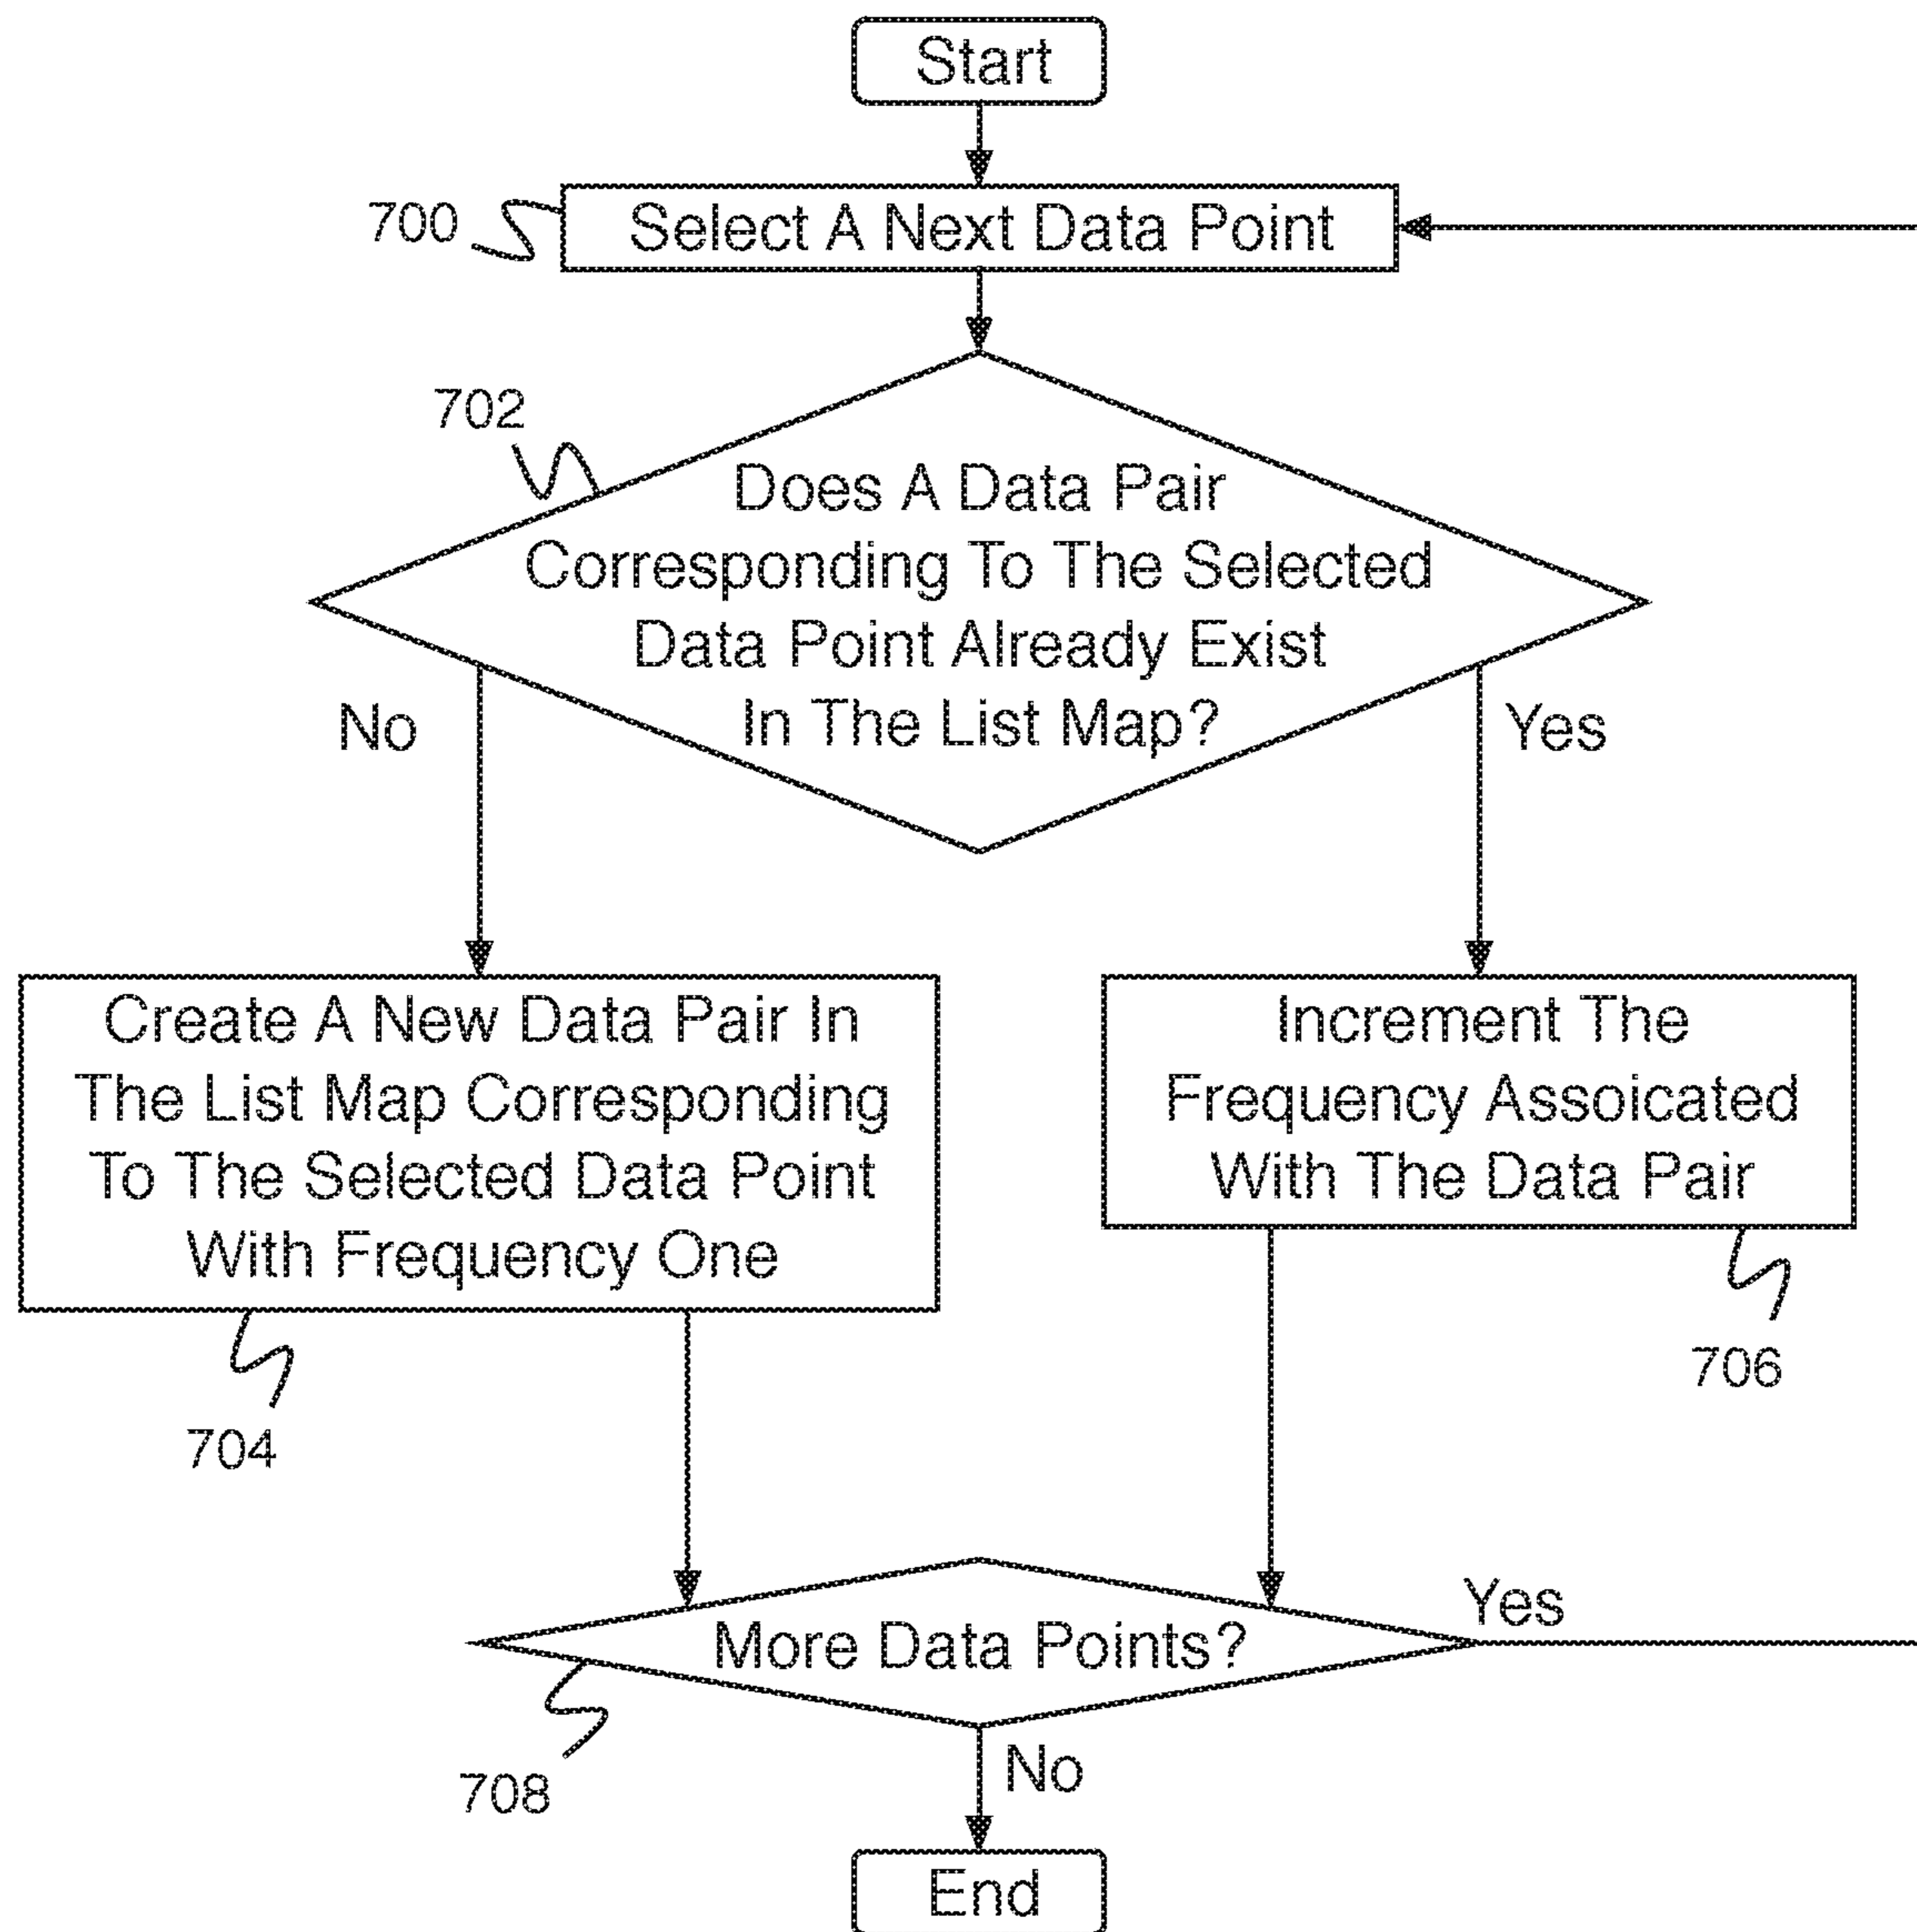 Start
700
Select A Next Data Point
702
Does A Data Pair
Corresponding To The Selected
Data Point Already Exist
In The List Map?
No
Yes
Create A New Data Pair In
The List Map Corresponding
To The Selected Data Point
With Frequency One
Increment The
Frequency Assoicated
With The Data Pair
704
706
More Data Points?
Yes
708
No
End